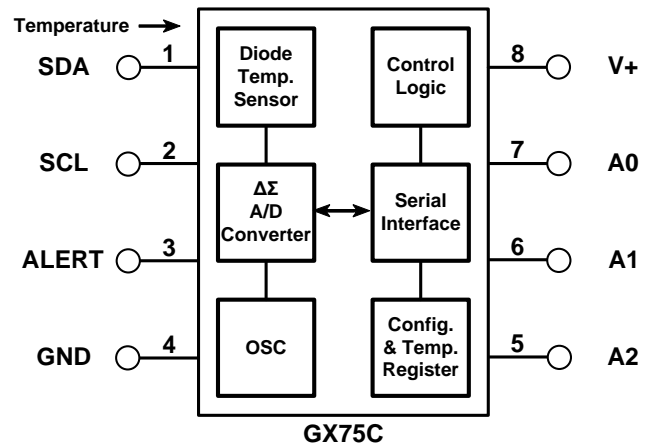 Temperature
1
SDA
2
SCL
3
ALERT
4
GND
Diode
Temp.
Sensor
ΔΣ
A/D
Converter
OSC
Control
Logic
Serial
Interface
Config.
& Temp.
Register
8
V+
7
A0
6
A1
5
A2
GX75C